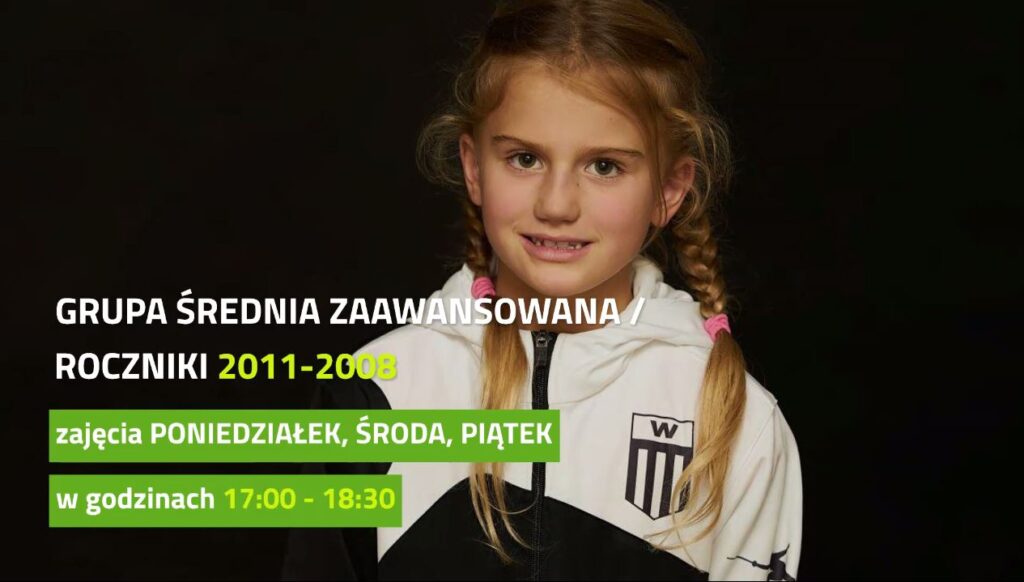 GRUPA ŚREDNIA ZAAWANSOWANA /
ROCZNIKI 2011-2008
zajęcia PONIEDZIAŁEK, ŚRODA, PIĄTEK
w godzinach 17:00 - 18:30
W